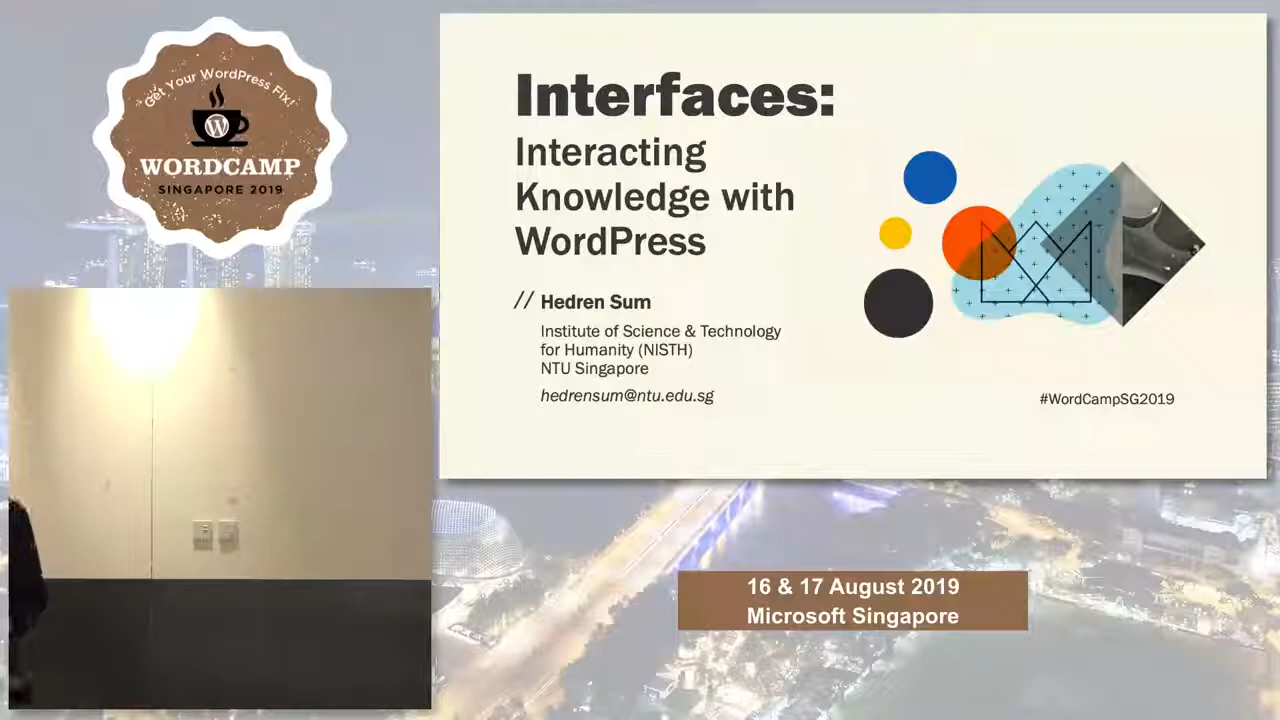 Get Your WordPress Fix!
W
WORDCAMP
SINGAPORE 2019
Interfaces:
Interacting
Knowledge with
WordPress
// Hedren Sum
Institute of Science & Technology
for Humanity (NISTH)
NTU Singapore
hedrensum@ntu.edu.sg
#WordCampSG2019
16 & 17 August 2019
Microsoft Singapore